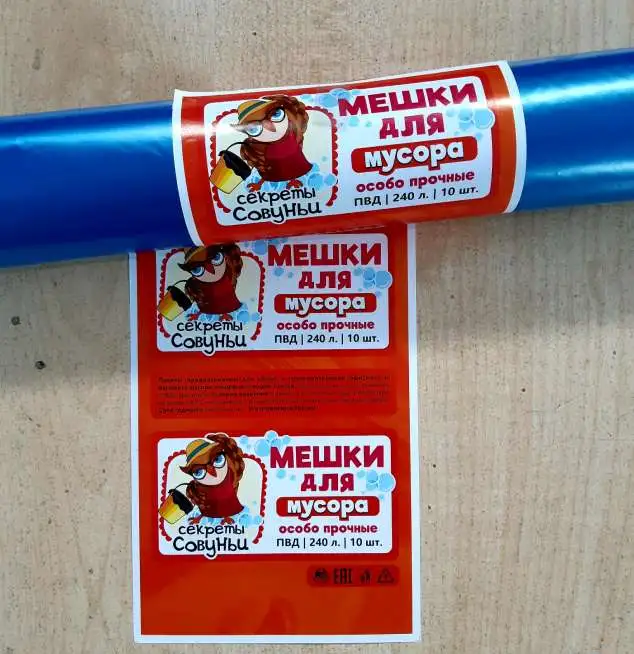 МЕШКИ
ДЛЯ
мусора
особо прочные
ПВД | 240 л. | 10 шт.
секреты
Совуньи
МЕШКИ
ДЛЯ
мусора
особо прочные
ПВД | 240 л. | 10 шт.
секреты
Совуньи
МЕШКИ
ДЛЯ
мусора
особо прочные
ПВД | 240 л. | 10 шт.
секреты
Совуньи
EAC